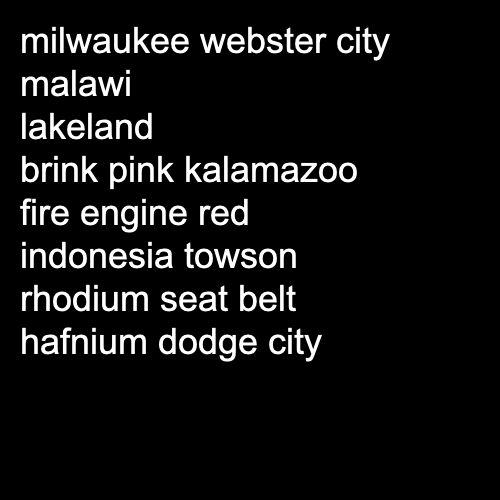 milwaukee webster city
malawi
lakeland
brink pink kalamazoo
fire engine red
indonesia towson
rhodium seat belt
hafnium dodge city